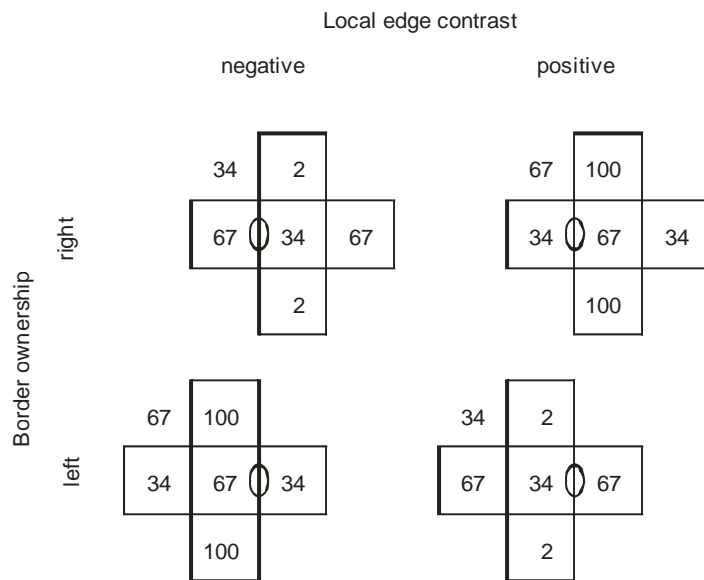 Local edge contrast
negative positive
34 2 67 100
right
67 34 67 34 67 34
2 100
Border ownership
67 100 34 2
left
34 67 34 67 34 67
100 2